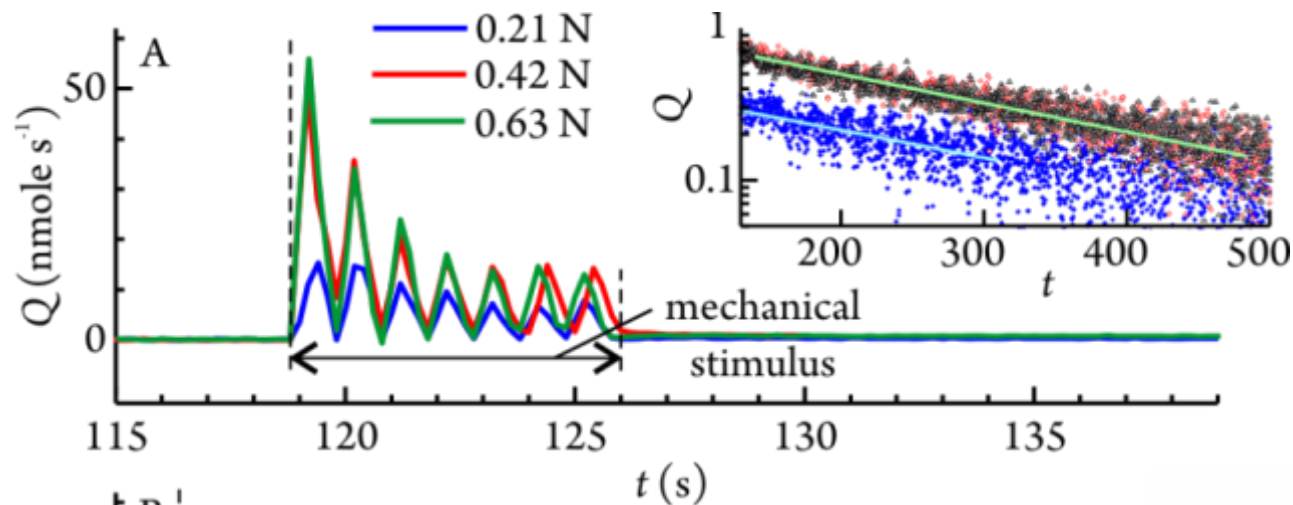 A
0.21 N
0.42 N
0.63 N
Q (nmole s⁻¹)
50
0
mechanical
stimulus
115
120
125
130
135
t (s)
1
0.1
Q
200
300
400
500
t